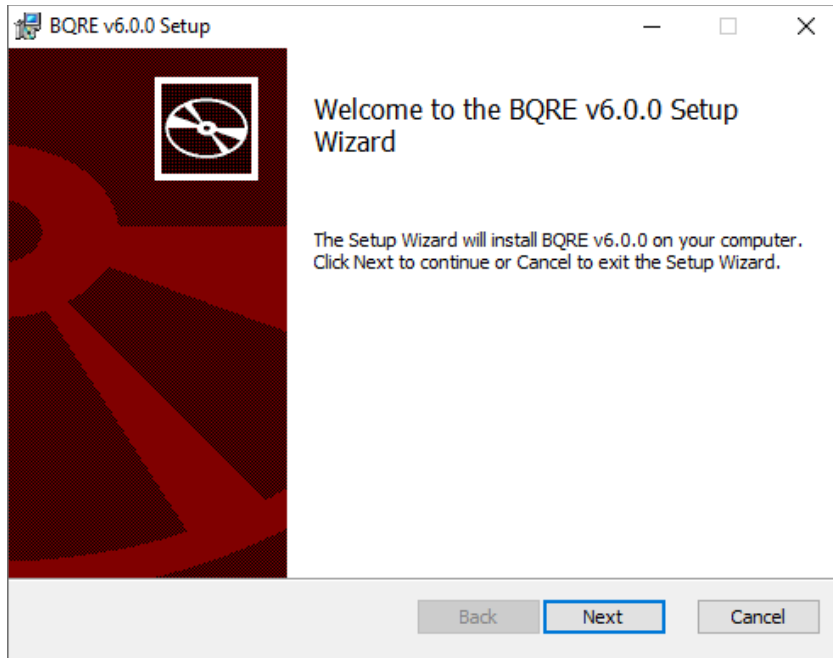 BQRE v6.0.0 Setup
Welcome to the BQRE v6.0.0 Setup
Wizard
The Setup Wizard will install BQRE v6.0.0 on your computer.
Click Next to continue or Cancel to exit the Setup Wizard.
Back Next Cancel